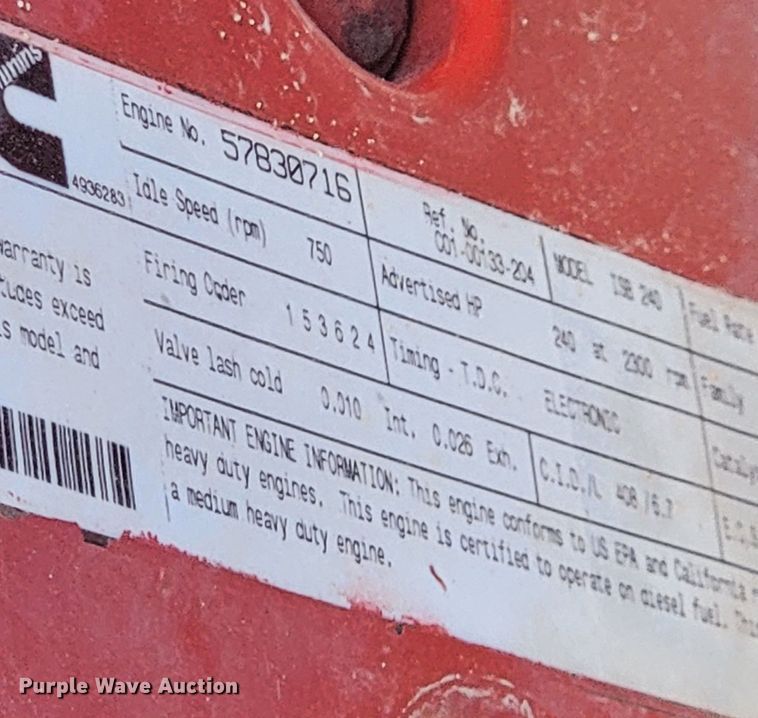 4936283
Engine No. 57830716
Ref. No.
001-00133-204
MODEL ISB 240
Fuel Rate
Idle Speed (rpm) 750
Advertised HP 240 at 2300 rpm
Family
Firing Order 1 5 3 6 2 4
Timing - T.D.C. ELECTRONIC
Valve lash cold 0.010 Int. 0.026 Exh.
C.I.D./L 408 /6.7
IMPORTANT ENGINE INFORMATION: This engine conforms to US EPA and California
heavy duty engines. This engine is certified to operate on diesel fuel.
a medium heavy duty engine.
warranty is
exceed
model and
Purple Wave Auction